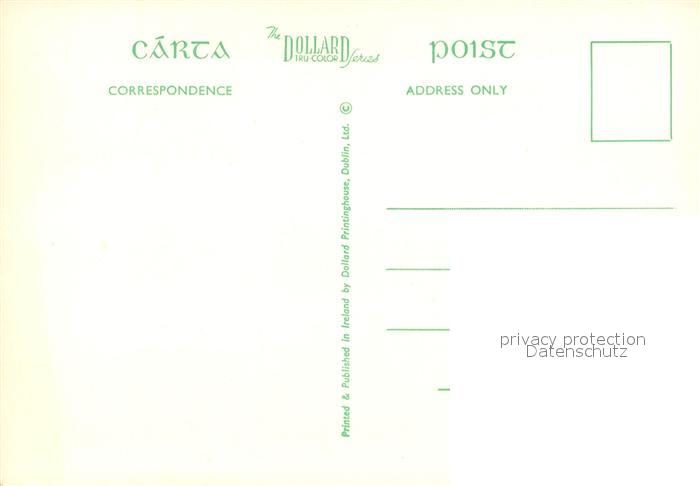 CÁRTA
The DOLLARD
TRU-COLOR Series
POIST
CORRESPONDENCE
ADDRESS ONLY
Printed & Published in Ireland by Dollard Printinghouse, Dublin, Ltd. ©
privacy protection
Datenschutz